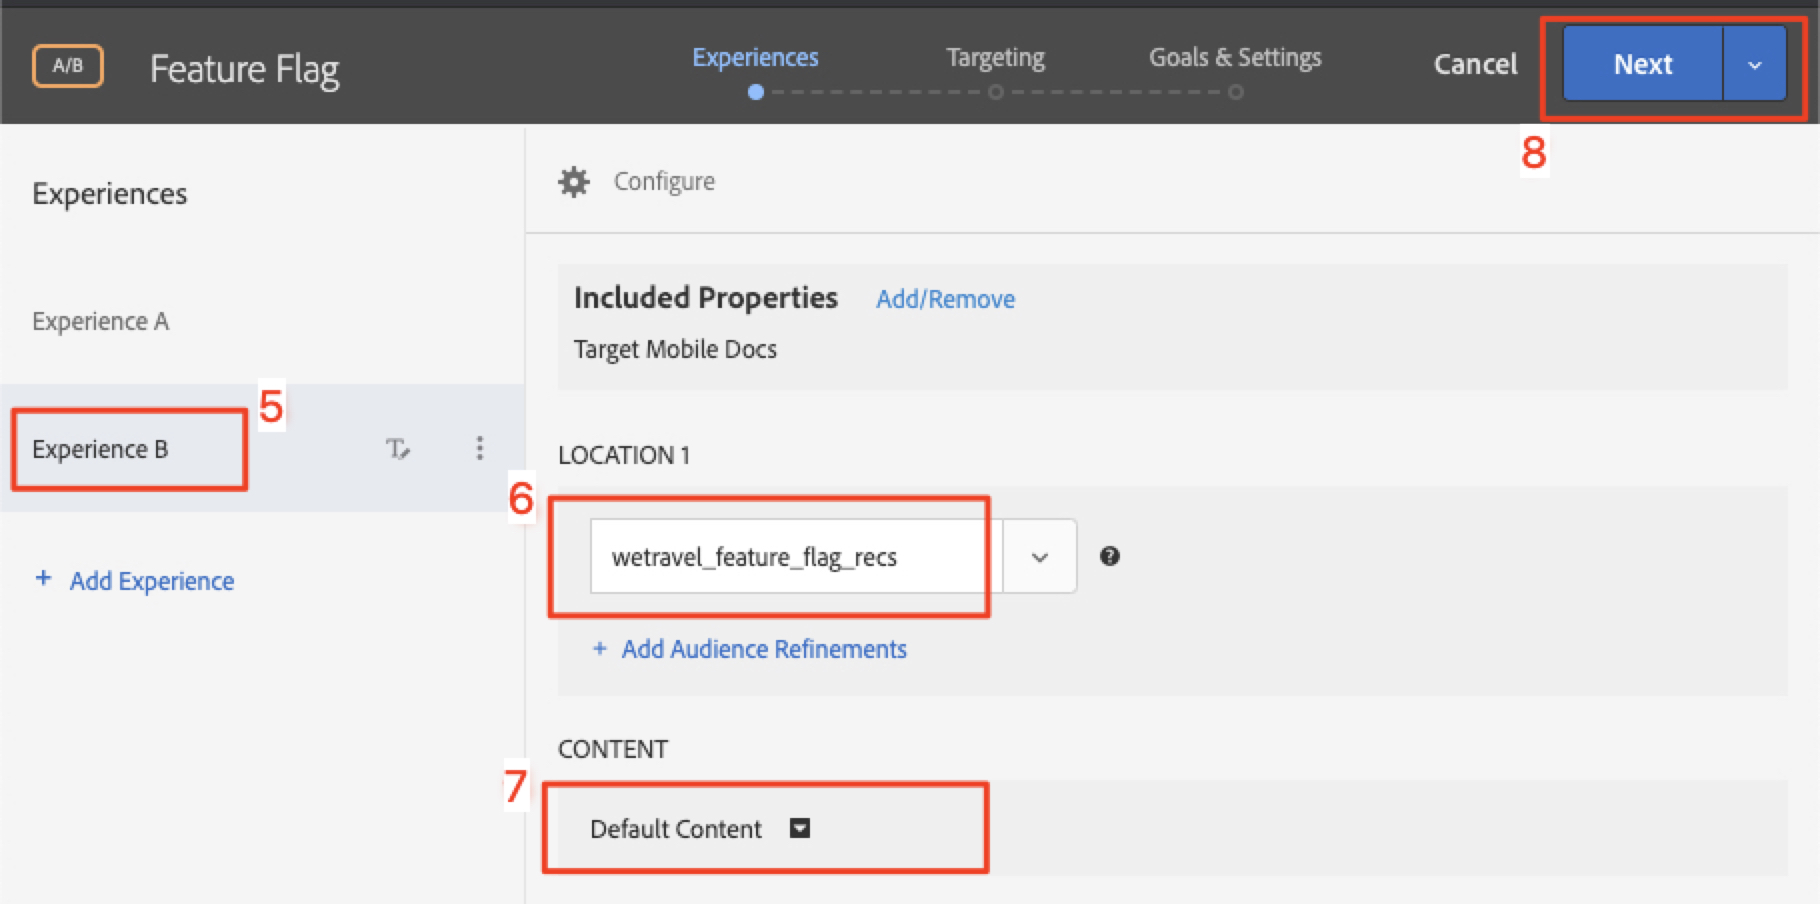 A/B
Feature Flag
Experiences
Targeting
Goals & Settings
Cancel
Next
8
Experiences
Configure
Included Properties Add/Remove
Target Mobile Docs
Experience A
5
Experience B
LOCATION 1
6
wetravel_feature_flag_recs
?
+ Add Experience
+ Add Audience Refinements
CONTENT
7
Default Content